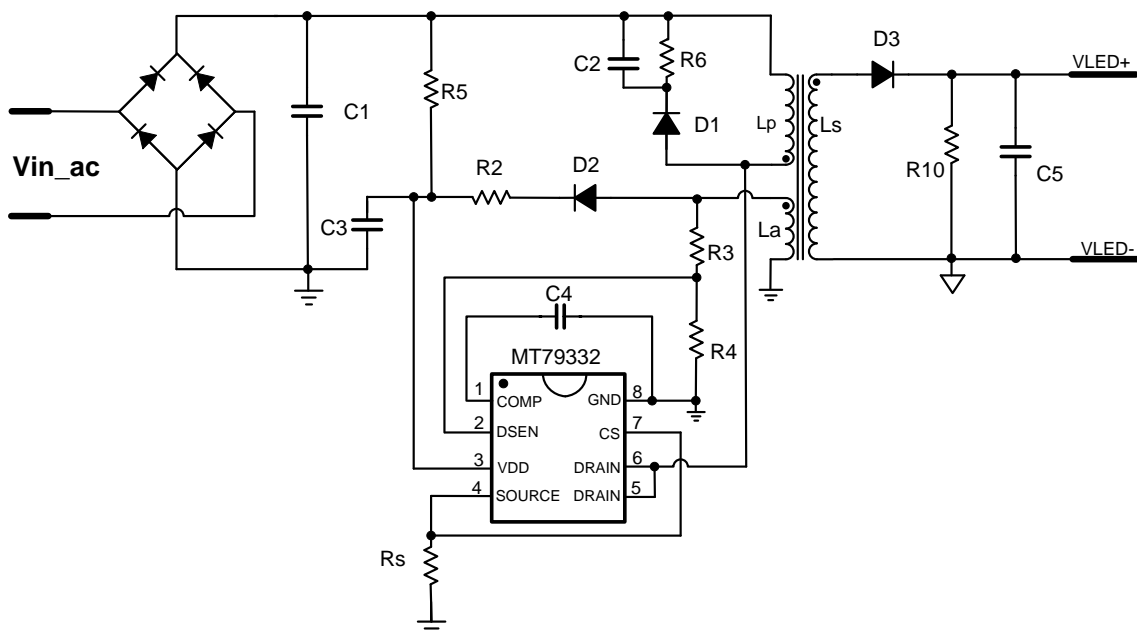 D3
VLED+
C2
R6
R5
C1
D1
Lp
Ls
Vin_ac
R2
D2
R10
C5
C3
La
R3
VLED-
C4
R4
MT79332
1
COMP
GND
8
2
DSEN
CS
7
3
VDD
DRAIN
6
4
SOURCE
DRAIN
5
Rs